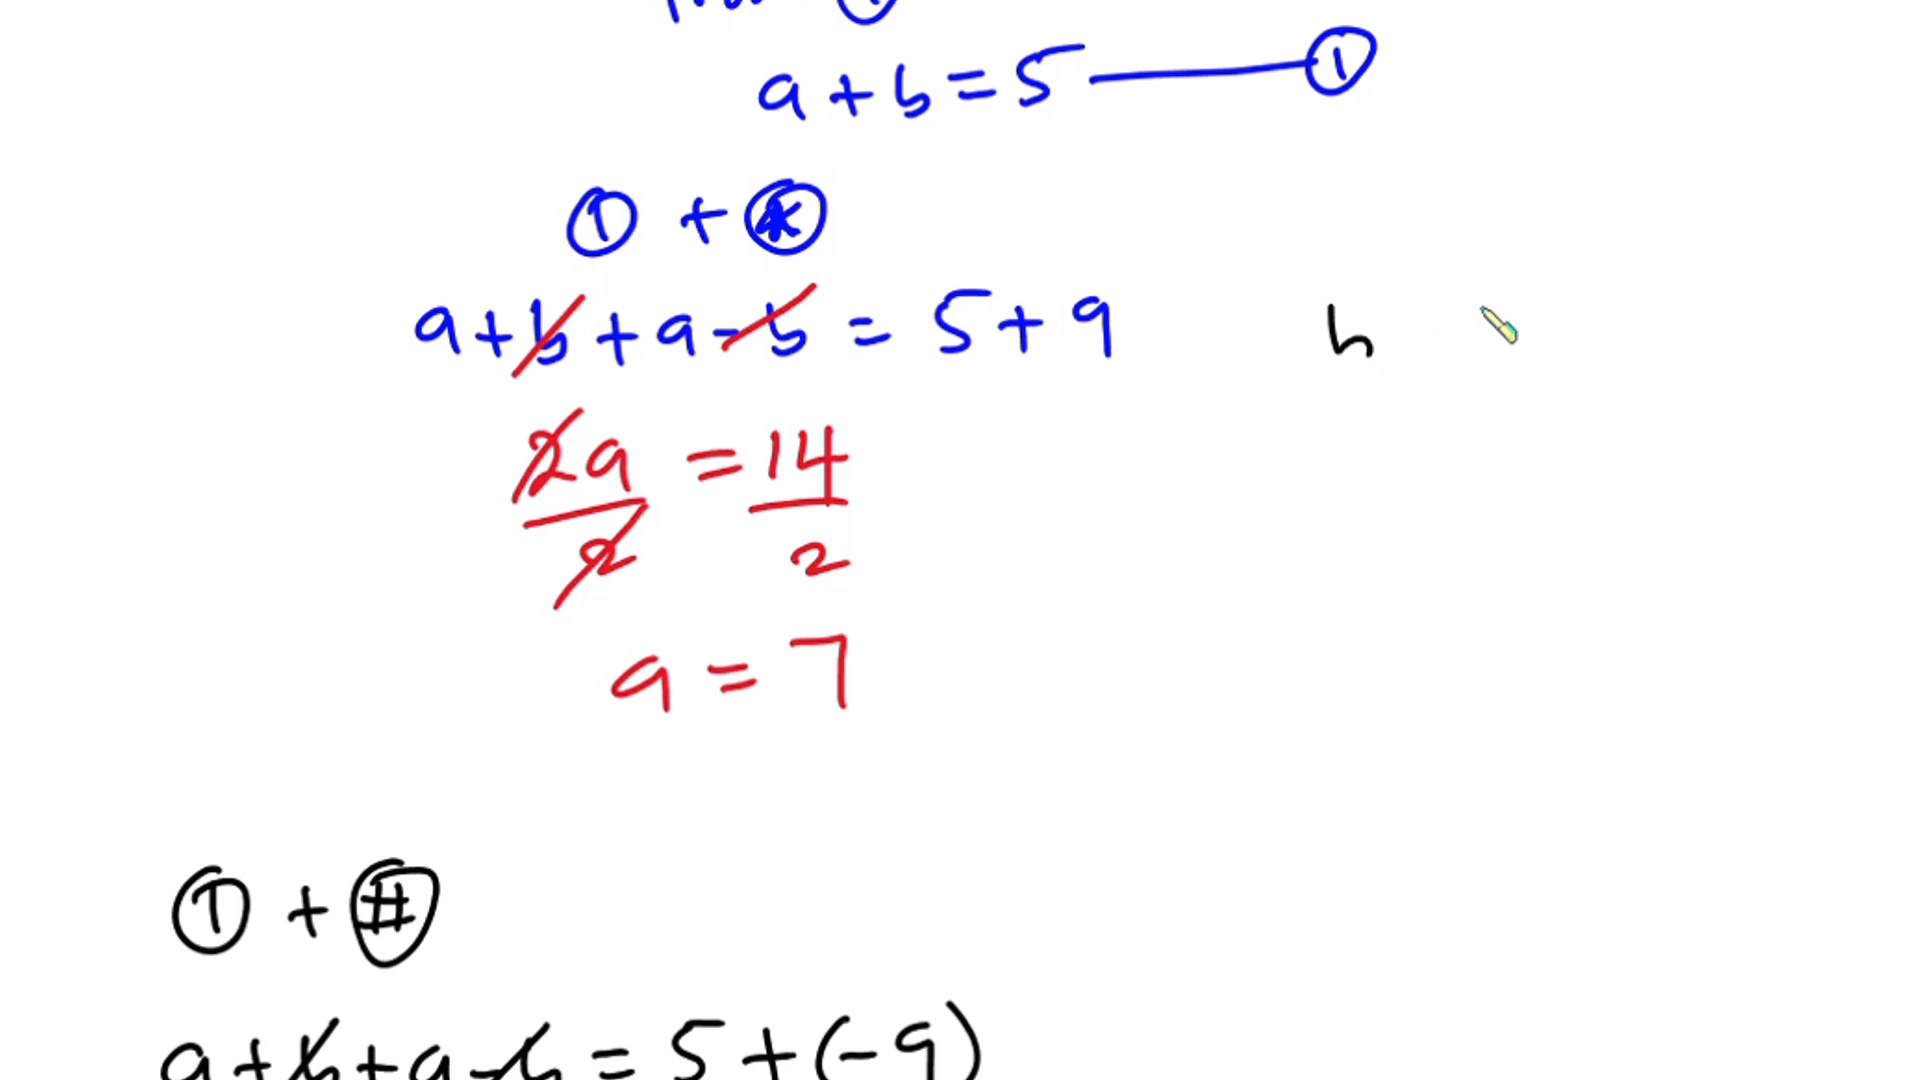 a + b = 5 ——— ①
① + ⊛
a + b + a - b = 5 + 9
h
2a = 14
2 2
a = 7
① + #
a + b + a - b = 5 + (-9)